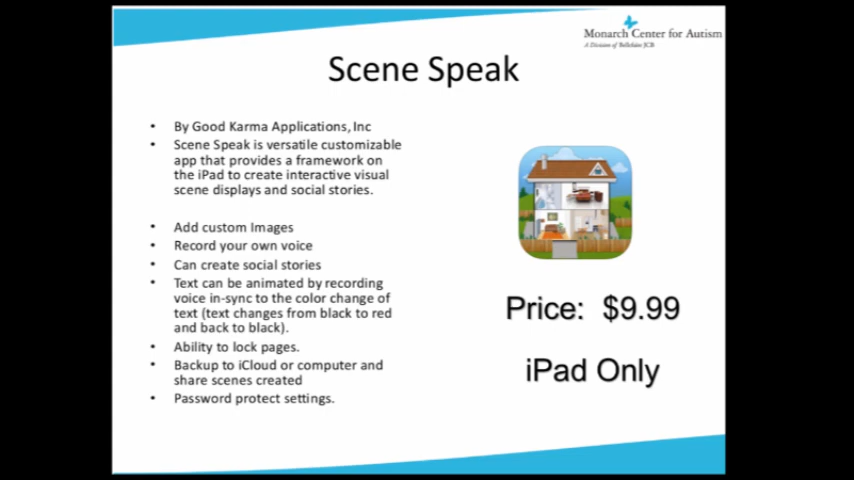 Monarch Center for Autism
A Division of Bellefaire JCB
Scene Speak
• By Good Karma Applications, Inc
• Scene Speak is versatile customizable
app that provides a framework on
the iPad to create interactive visual
scene displays and social stories.
• Add custom Images
• Record your own voice
• Can create social stories
• Text can be animated by recording
voice in-sync to the color change of
text (text changes from black to red
and back to black).
• Ability to lock pages.
• Backup to iCloud or computer and
share scenes created
• Password protect settings.
Price: $9.99
iPad Only